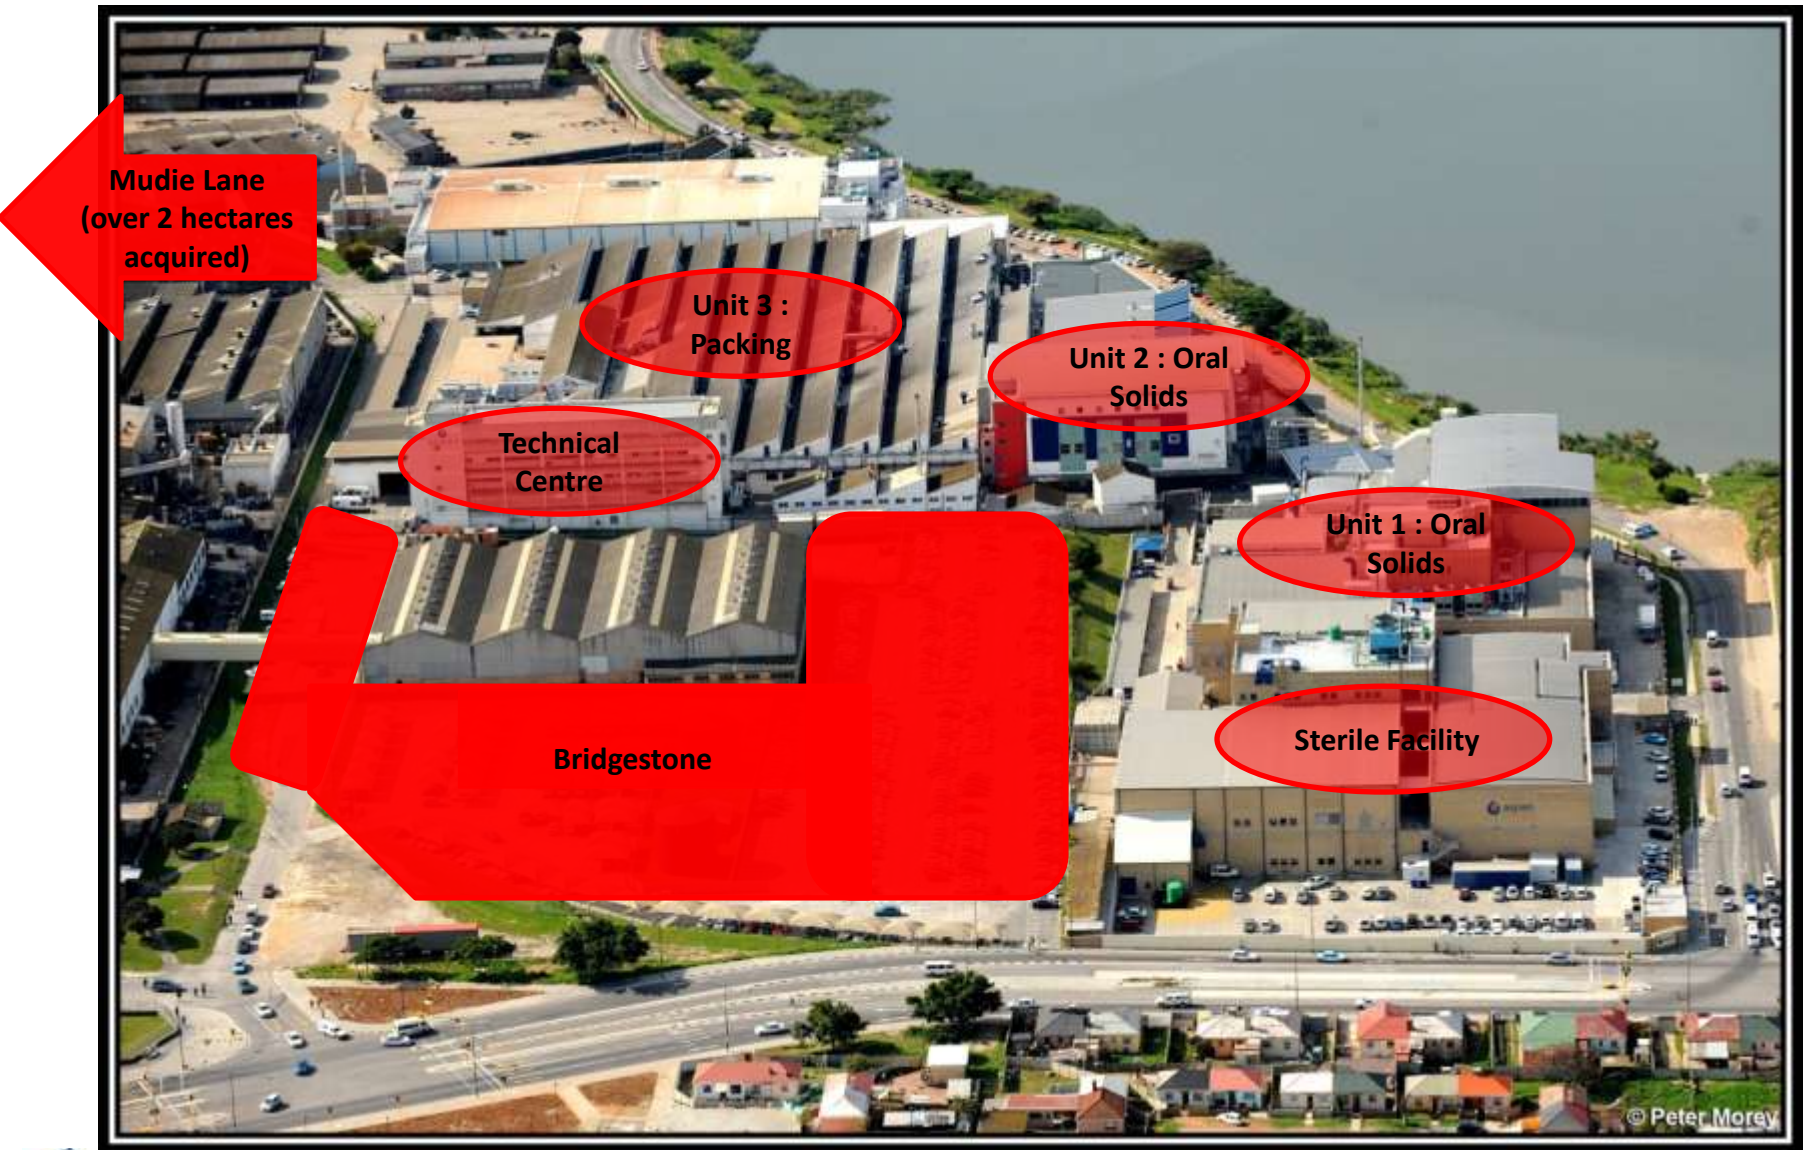 Mudie Lane
(over 2 hectares
acquired)
Unit 3 :
Packing
Unit 2 : Oral
Solids
Technical
Centre
Unit 1 : Oral
Solids
Sterile Facility
Bridgestone
aspen
© Peter Morey